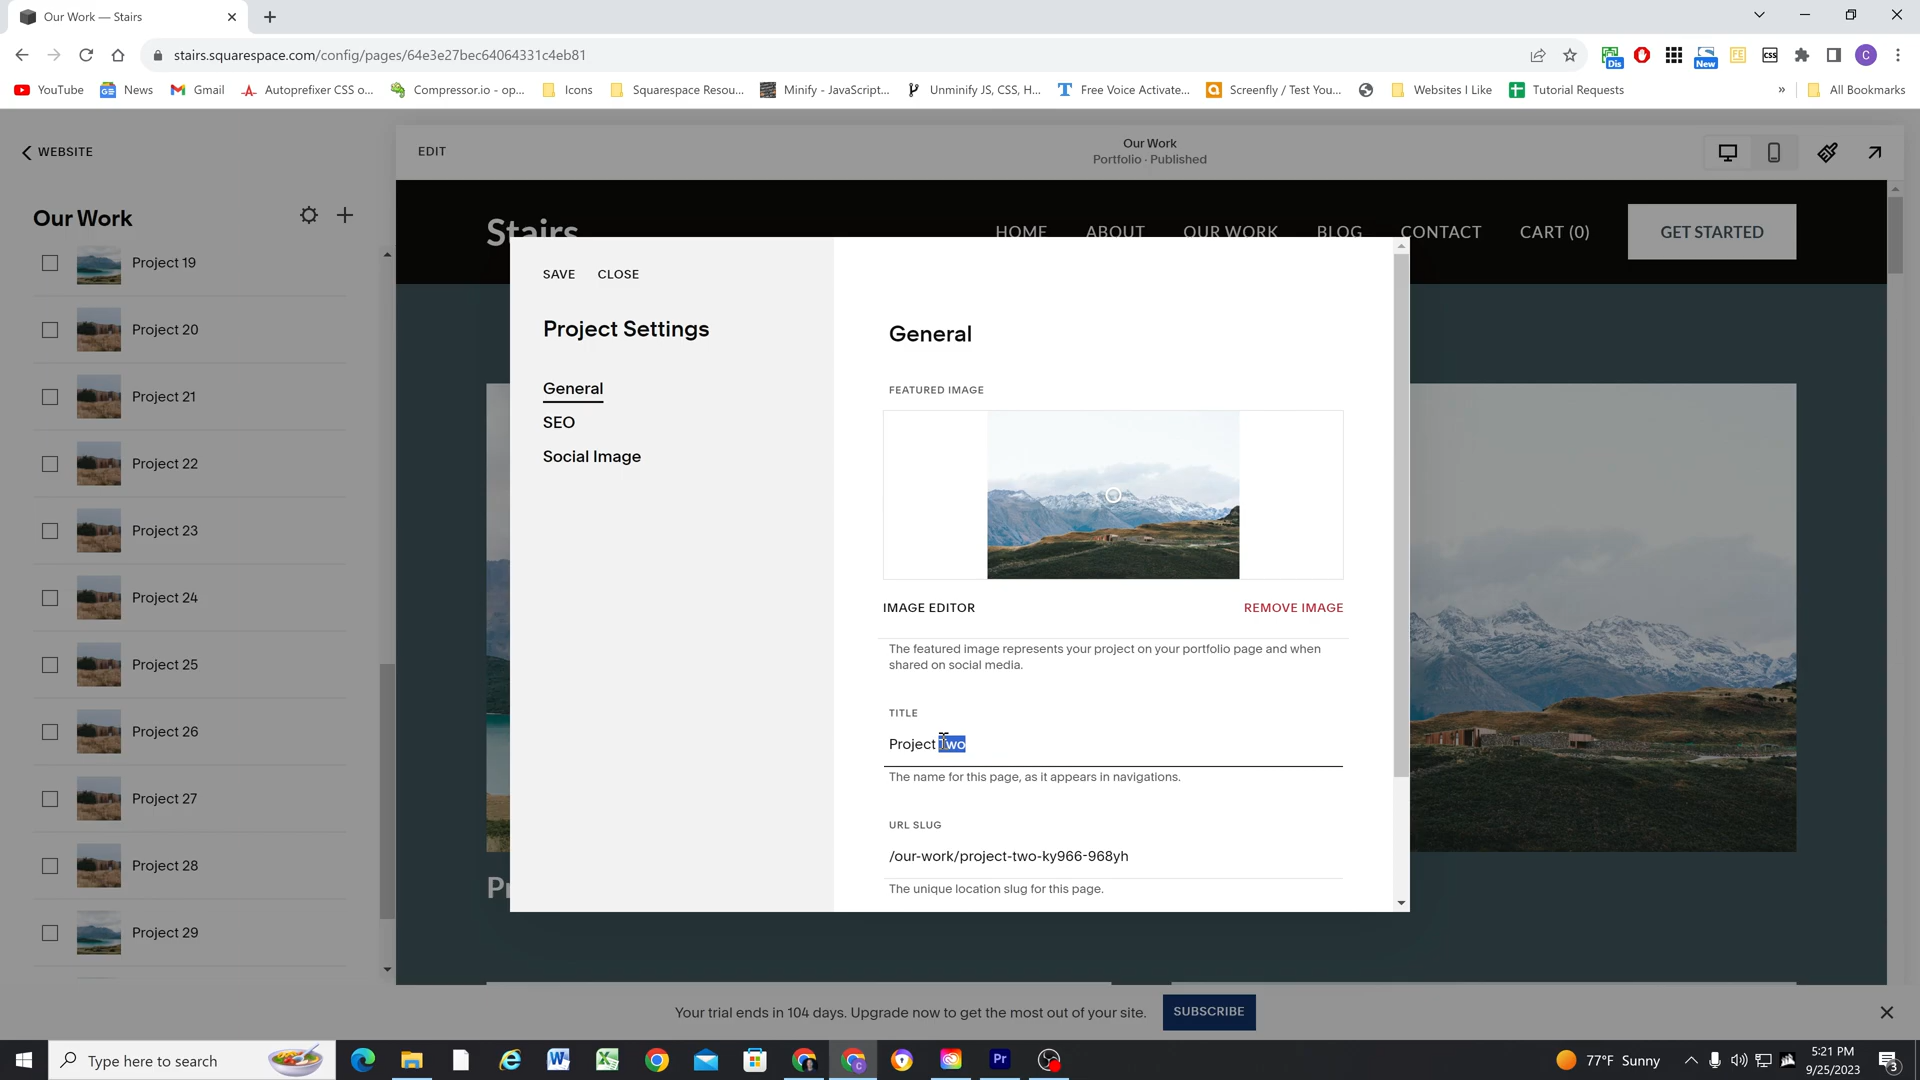 Our Work — Stairs
stairs.squarespace.com/config/pages/64e3e27bec64064331c4eb81
Dis
New
FE
CSS
C
YouTube
News
Gmail
Autoprefixer CSS o...
Compressor.io - op...
Icons
Squarespace Resou...
Minify - JavaScript...
Unminify JS, CSS, H...
Free Voice Activate...
Screenfly / Test You...
Websites I Like
Tutorial Requests
»
All Bookmarks
WEBSITE
EDIT
Our Work
Portfolio · Published
Our Work
Project 19
Project 20
Project 21
Project 22
Project 23
Project 24
Project 25
Project 26
Project 27
Project 28
Project 29
Stairs
HOME
ABOUT
OUR WORK
BLOG
CONTACT
CART (0)
GET STARTED
SAVE
CLOSE
Project Settings
General
SEO
Social Image
General
FEATURED IMAGE
IMAGE EDITOR
REMOVE IMAGE
The featured image represents your project on your portfolio page and when
shared on social media.
TITLE
Project Two
The name for this page, as it appears in navigations.
URL SLUG
/our-work/project-two-ky966-968yh
The unique location slug for this page.
Pr
Your trial ends in 104 days. Upgrade now to get the most out of your site.
SUBSCRIBE
Type here to search
Pr
77°F Sunny
5:21 PM
9/25/2023
3